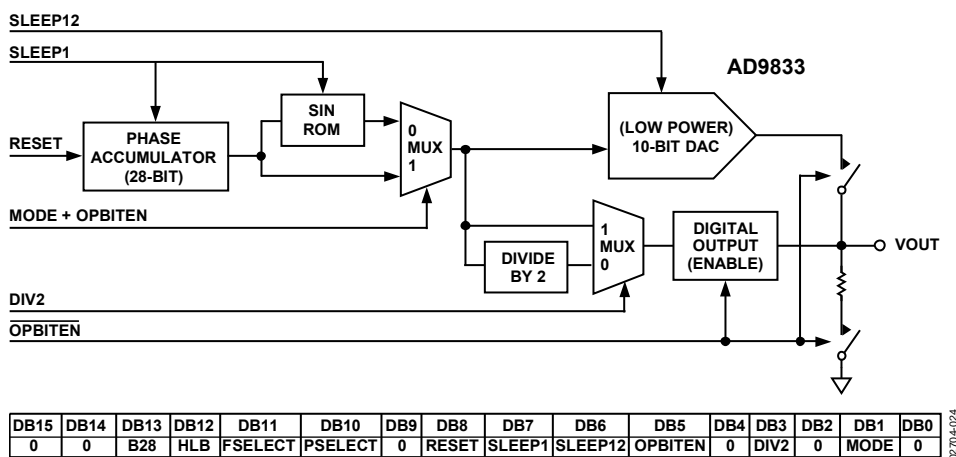 SLEEP12
SLEEP1
AD9833
SIN
ROM
0
MUX
1
(LOW POWER)
10-BIT DAC
RESET
PHASE
ACCUMULATOR
(28-BIT)
MODE + OPBITEN
1
MUX
0
DIGITAL
OUTPUT
(ENABLE)
VOUT
DIVIDE
BY 2
DIV2
OPBITEN
DB15 DB14 DB13 DB12 DB11 DB10 DB9 DB8 DB7 DB6 DB5 DB4 DB3 DB2 DB1 DB0
0 0 B28 HLB FSELECT PSELECT 0 RESET SLEEP1 SLEEP12 OPBITEN 0 DIV2 0 MODE 0
02704-024